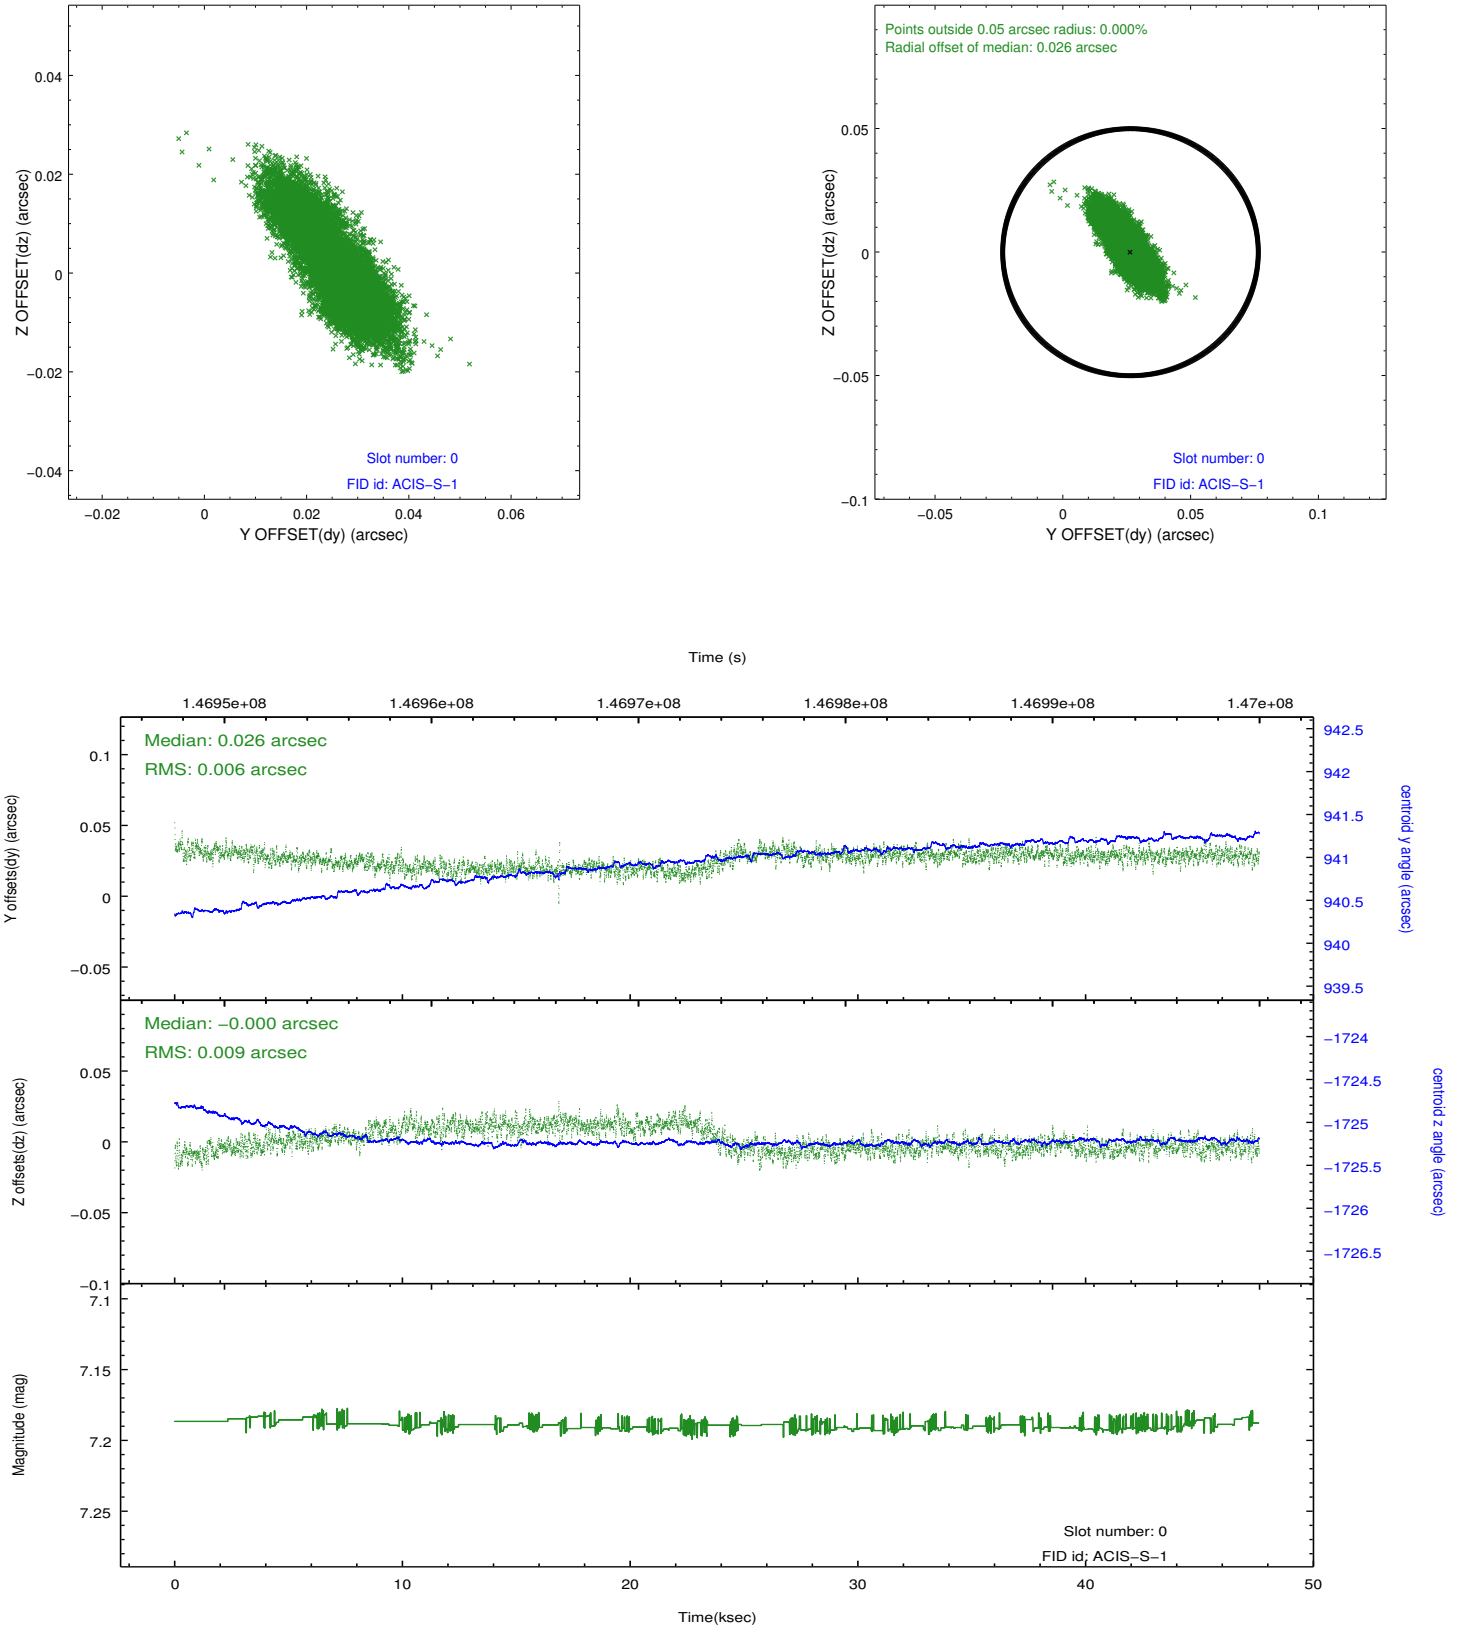 0.04
0.02
0
−0.02
−0.04
Z OFFSET(dz) (arcsec)
Slot number: 0
FID id: ACIS−S−1
−0.02 0 0.02 0.04 0.06
Y OFFSET(dy) (arcsec)
Points outside 0.05 arcsec radius: 0.000%
Radial offset of median: 0.026 arcsec
0.05
0
−0.05
−0.1
Z OFFSET(dz) (arcsec)
Slot number: 0
FID id: ACIS−S−1
−0.05 0 0.05 0.1
Y OFFSET(dy) (arcsec)
Time (s)
1.4695e+08 1.4696e+08 1.4697e+08 1.4698e+08 1.4699e+08 1.47e+08
Median: 0.026 arcsec
RMS: 0.006 arcsec
0.1
0.05
0
−0.05
Y offsets(dy) (arcsec)
942.5
942
941.5
941
940.5
940
939.5
centroid y angle (arcsec)
Median: −0.000 arcsec
RMS: 0.009 arcsec
0.05
0
−0.05
−0.1
Z offsets(dz) (arcsec)
−1724
−1724.5
−1725
−1725.5
−1726
−1726.5
centroid z angle (arcsec)
7.1
7.15
7.2
7.25
Magnitude (mag)
Slot number: 0
FID id: ACIS−S−1
0 10 20 30 40 50
Time(ksec)